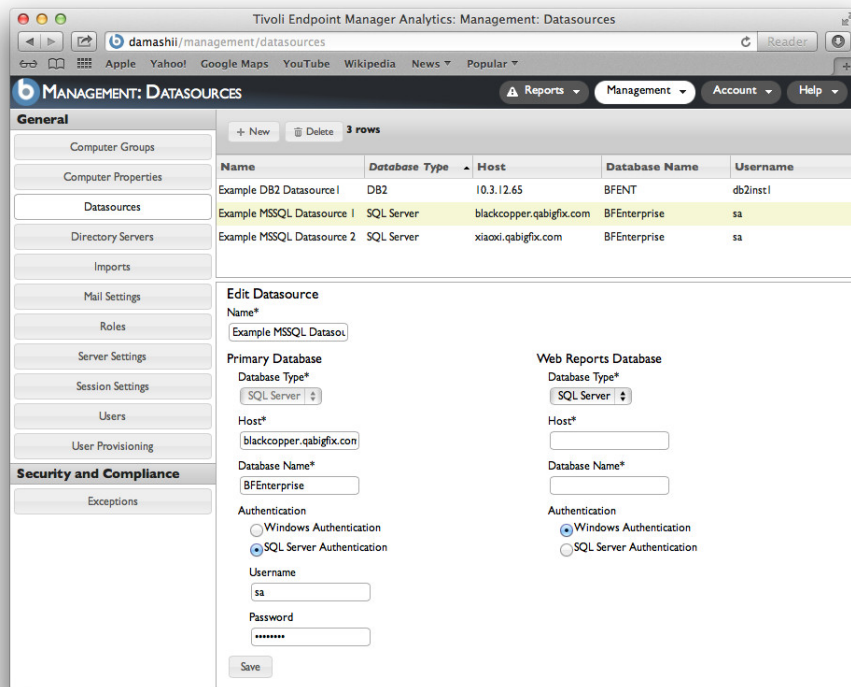 Tivoli Endpoint Manager Analytics: Management: Datasources
damashii/management/datasources
Reader
Apple Yahoo! Google Maps YouTube Wikipedia News Popular
b MANAGEMENT: DATASOURCES
Reports Management Account Help
General
Computer Groups
Computer Properties
Datasources
Directory Servers
Imports
Mail Settings
Roles
Server Settings
Session Settings
Users
User Provisioning
Security and Compliance
Exceptions
+ New Delete 3 rows
Name Database Type Host Database Name Username
Example DB2 Datasource1 DB2 10.3.12.65 BFENT db2inst1
Example MSSQL Datasource 1 SQL Server blackcopper.qabigfix.com BFEnterprise sa
Example MSSQL Datasource 2 SQL Server xiaoxi.qabigfix.com BFEnterprise sa
Edit Datasource
Name*
Example MSSQL Datasou
Primary Database
Database Type*
SQL Server
Host*
blackcopper.qabigfix.com
Database Name*
BFEnterprise
Authentication
Windows Authentication
SQL Server Authentication
Username
sa
Password
••••••••
Save
Web Reports Database
Database Type*
SQL Server
Host*
Database Name*
Authentication
Windows Authentication
SQL Server Authentication